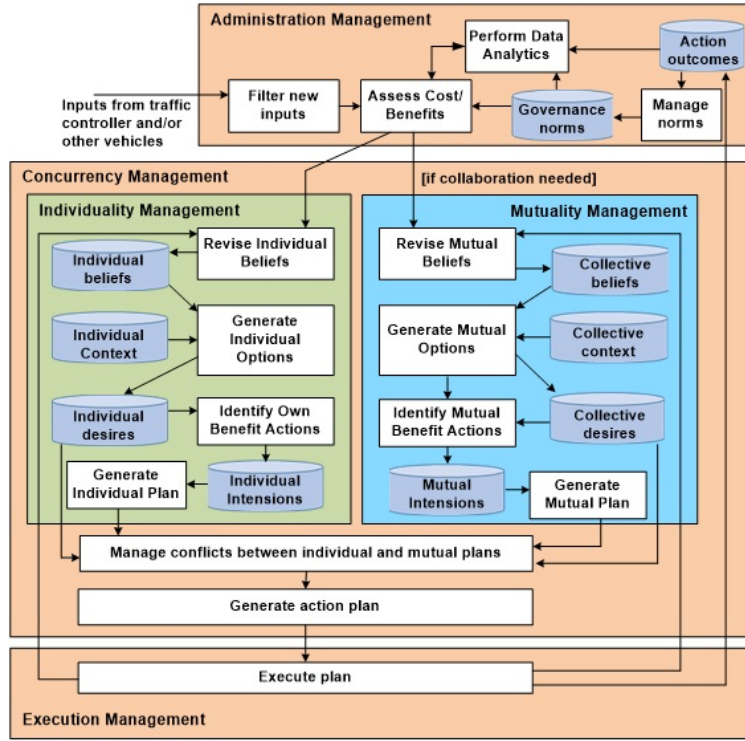 Administration Management
Perform Data
Analytics
Action
outcomes
Inputs from traffic
controller and/or
other vehicles
Filter new
inputs
Assess Cost/
Benefits
Governance
norms
Manage
norms
Concurrency Management
[if collaboration needed]
Individuality Management
Mutuality Management
Revise Individual
Beliefs
Individual
beliefs
Revise Mutual
Beliefs
Collective
beliefs
Individual
Context
Generate
Individual
Options
Generate Mutual
Options
Collective
context
Individual
desires
Identify Own
Benefit Actions
Identify Mutual
Benefit Actions
Collective
desires
Generate
Individual Plan
Individual
Intensions
Mutual
Intensions
Generate
Mutual Plan
Manage conflicts between individual and mutual plans
Generate action plan
Execute plan
Execution Management